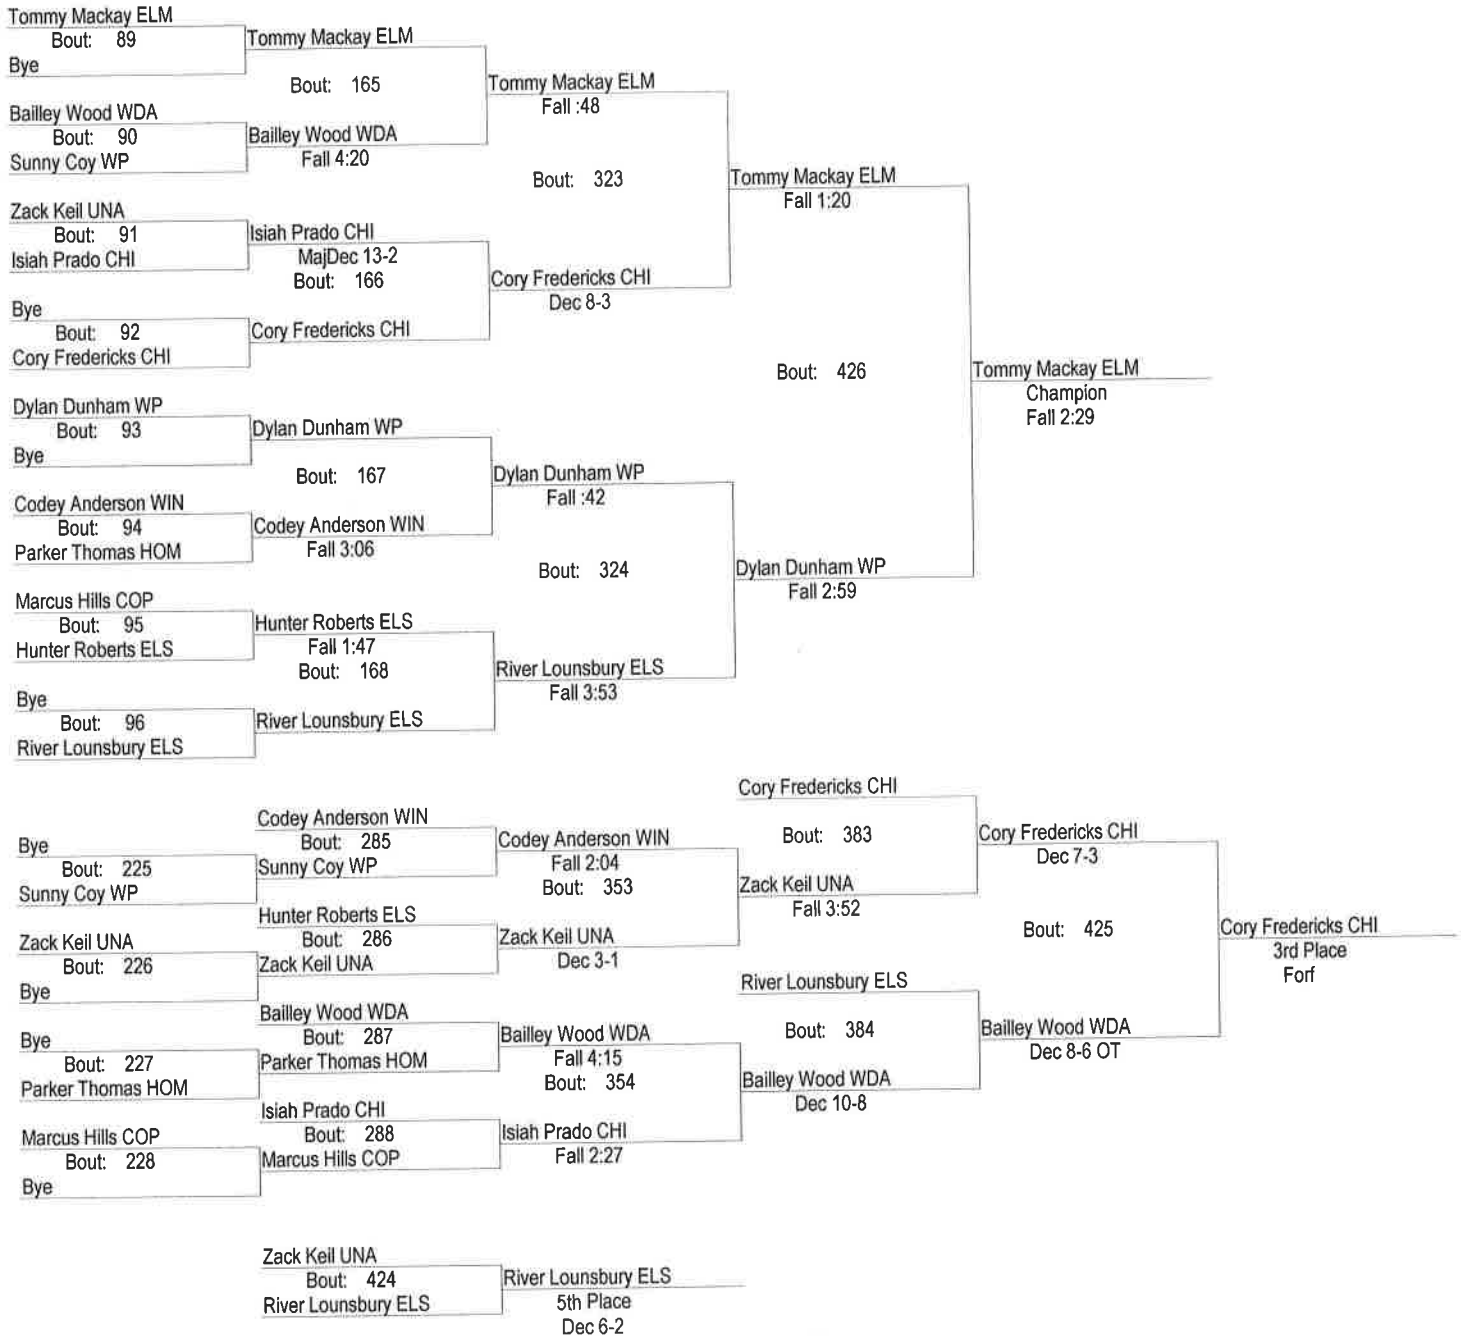 Tommy Mackay ELM
Bout: 89
Bye
Tommy Mackay ELM
Bout: 165
Bailley Wood WDA
Bout: 90
Sunny Coy WP
Bailley Wood WDA
Fall 4:20
Tommy Mackay ELM
Fall :48
Bout: 323
Zack Keil UNA
Bout: 91
Isiah Prado CHI
Isiah Prado CHI
MajDec 13-2
Bout: 166
Bye
Bout: 92
Cory Fredericks CHI
Cory Fredericks CHI
Cory Fredericks CHI
Dec 8-3
Tommy Mackay ELM
Fall 1:20
Bout: 426
Tommy Mackay ELM
Champion
Fall 2:29
Dylan Dunham WP
Bout: 93
Bye
Dylan Dunham WP
Bout: 167
Codey Anderson WIN
Bout: 94
Parker Thomas HOM
Codey Anderson WIN
Fall 3:06
Dylan Dunham WP
Fall :42
Bout: 324
Marcus Hills COP
Bout: 95
Hunter Roberts ELS
Hunter Roberts ELS
Fall 1:47
Bout: 168
Bye
Bout: 96
River Lounsbury ELS
River Lounsbury ELS
River Lounsbury ELS
Fall 3:53
Dylan Dunham WP
Fall 2:59
Bye
Bout: 225
Sunny Coy WP
Codey Anderson WIN
Bout: 285
Sunny Coy WP
Codey Anderson WIN
Fall 2:04
Bout: 353
Zack Keil UNA
Bout: 226
Bye
Hunter Roberts ELS
Bout: 286
Zack Keil UNA
Zack Keil UNA
Dec 3-1
Cory Fredericks CHI
Bout: 383
Zack Keil UNA
Fall 3:52
Cory Fredericks CHI
Dec 7-3
Bout: 425
Cory Fredericks CHI
3rd Place
Forf
Bye
Bout: 227
Parker Thomas HOM
Bailley Wood WDA
Bout: 287
Parker Thomas HOM
Bailley Wood WDA
Fall 4:15
Bout: 354
Marcus Hills COP
Bout: 228
Bye
Isiah Prado CHI
Bout: 288
Marcus Hills COP
Isiah Prado CHI
Fall 2:27
River Lounsbury ELS
Bout: 384
Bailley Wood WDA
Dec 10-8
Bailley Wood WDA
Dec 8-6 OT
Zack Keil UNA
Bout: 424
River Lounsbury ELS
River Lounsbury ELS
5th Place
Dec 6-2